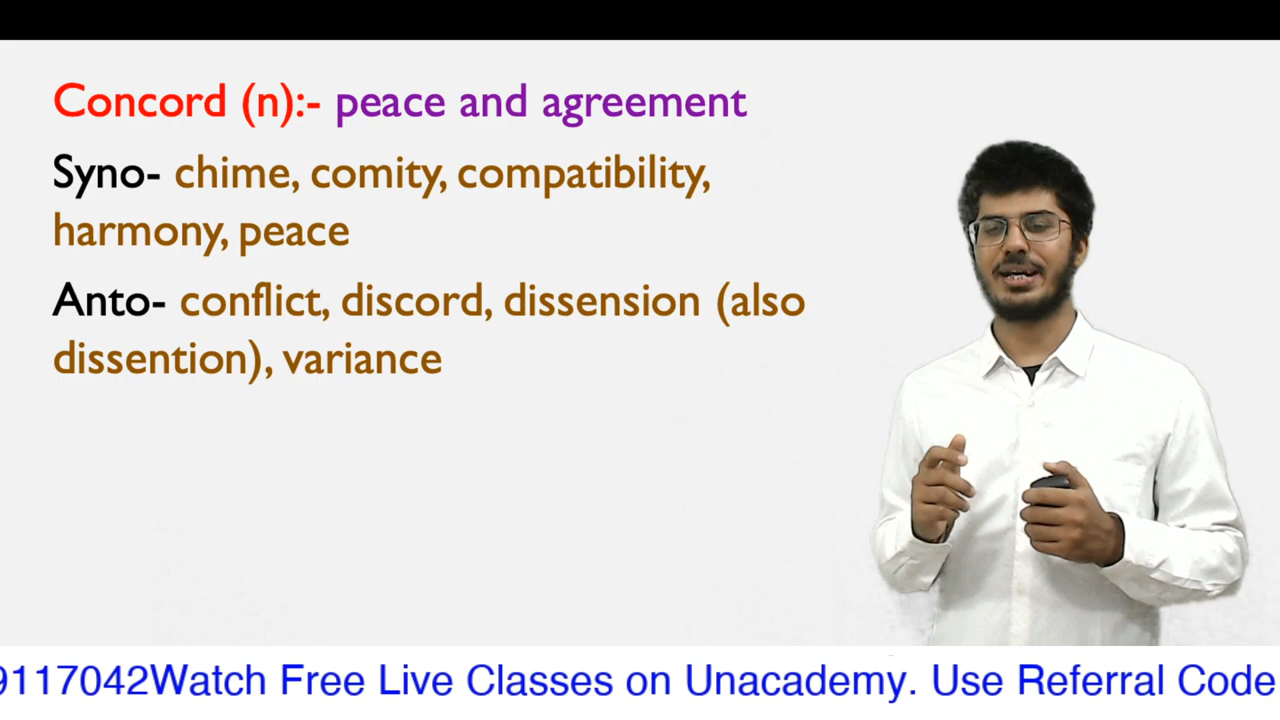 Concord (n):- peace and agreement
Syno- chime, comity, compatibility,
harmony, peace
Anto- conflict, discord, dissension (also
dissention), variance
9117042Watch Free Live Classes on Unacademy. Use Referral Code